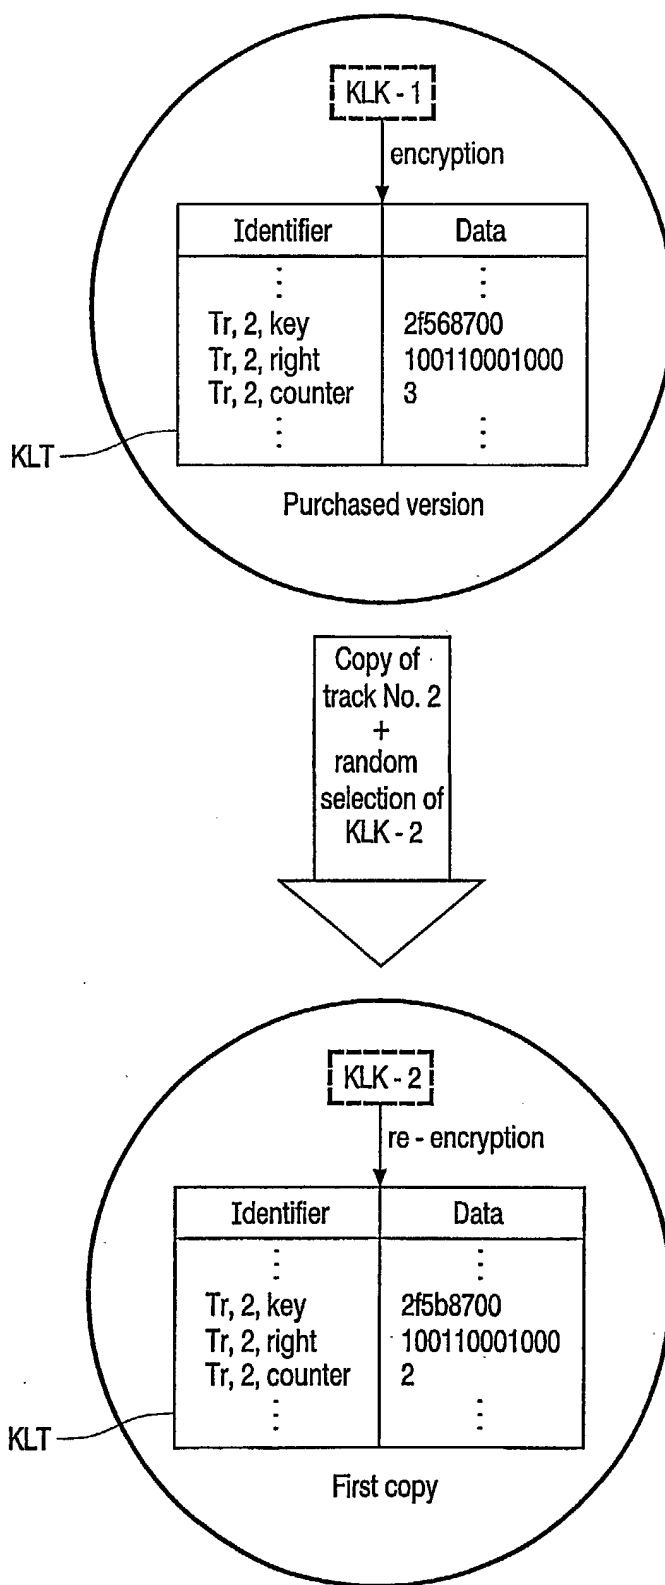 KLK - 1
encryption
Identifier Data
⋮ ⋮
Tr, 2, key 2f568700
Tr, 2, right 100110001000
Tr, 2, counter 3
⋮ ⋮
KLT
Purchased version
Copy of
track No. 2
+
random
selection of
KLK - 2
KLK - 2
re - encryption
Identifier Data
⋮ ⋮
Tr, 2, key 2f5b8700
Tr, 2, right 100110001000
Tr, 2, counter 2
⋮ ⋮
KLT
First copy